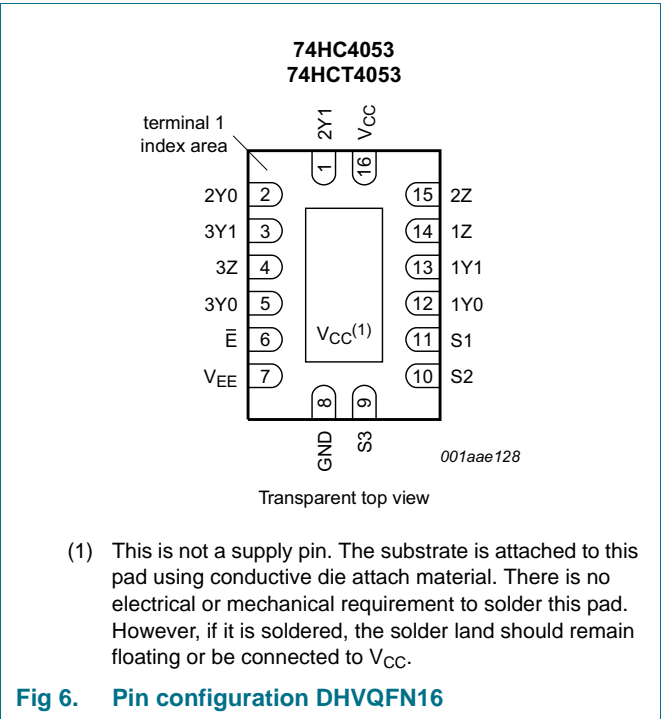 74HC4053
74HCT4053
terminal 1
index area
2Y1
VCC
1
16
2Y0 2
15 2Z
3Y1 3
14 1Z
3Z 4
13 1Y1
3Y0 5
12 1Y0
E̅ 6
VCC(1)
11 S1
VEE 7
10 S2
8
9
GND
S3
001aae128
Transparent top view
(1) This is not a supply pin. The substrate is attached to this
pad using conductive die attach material. There is no
electrical or mechanical requirement to solder this pad.
However, if it is soldered, the solder land should remain
floating or be connected to VCC.
Fig 6. Pin configuration DHVQFN16